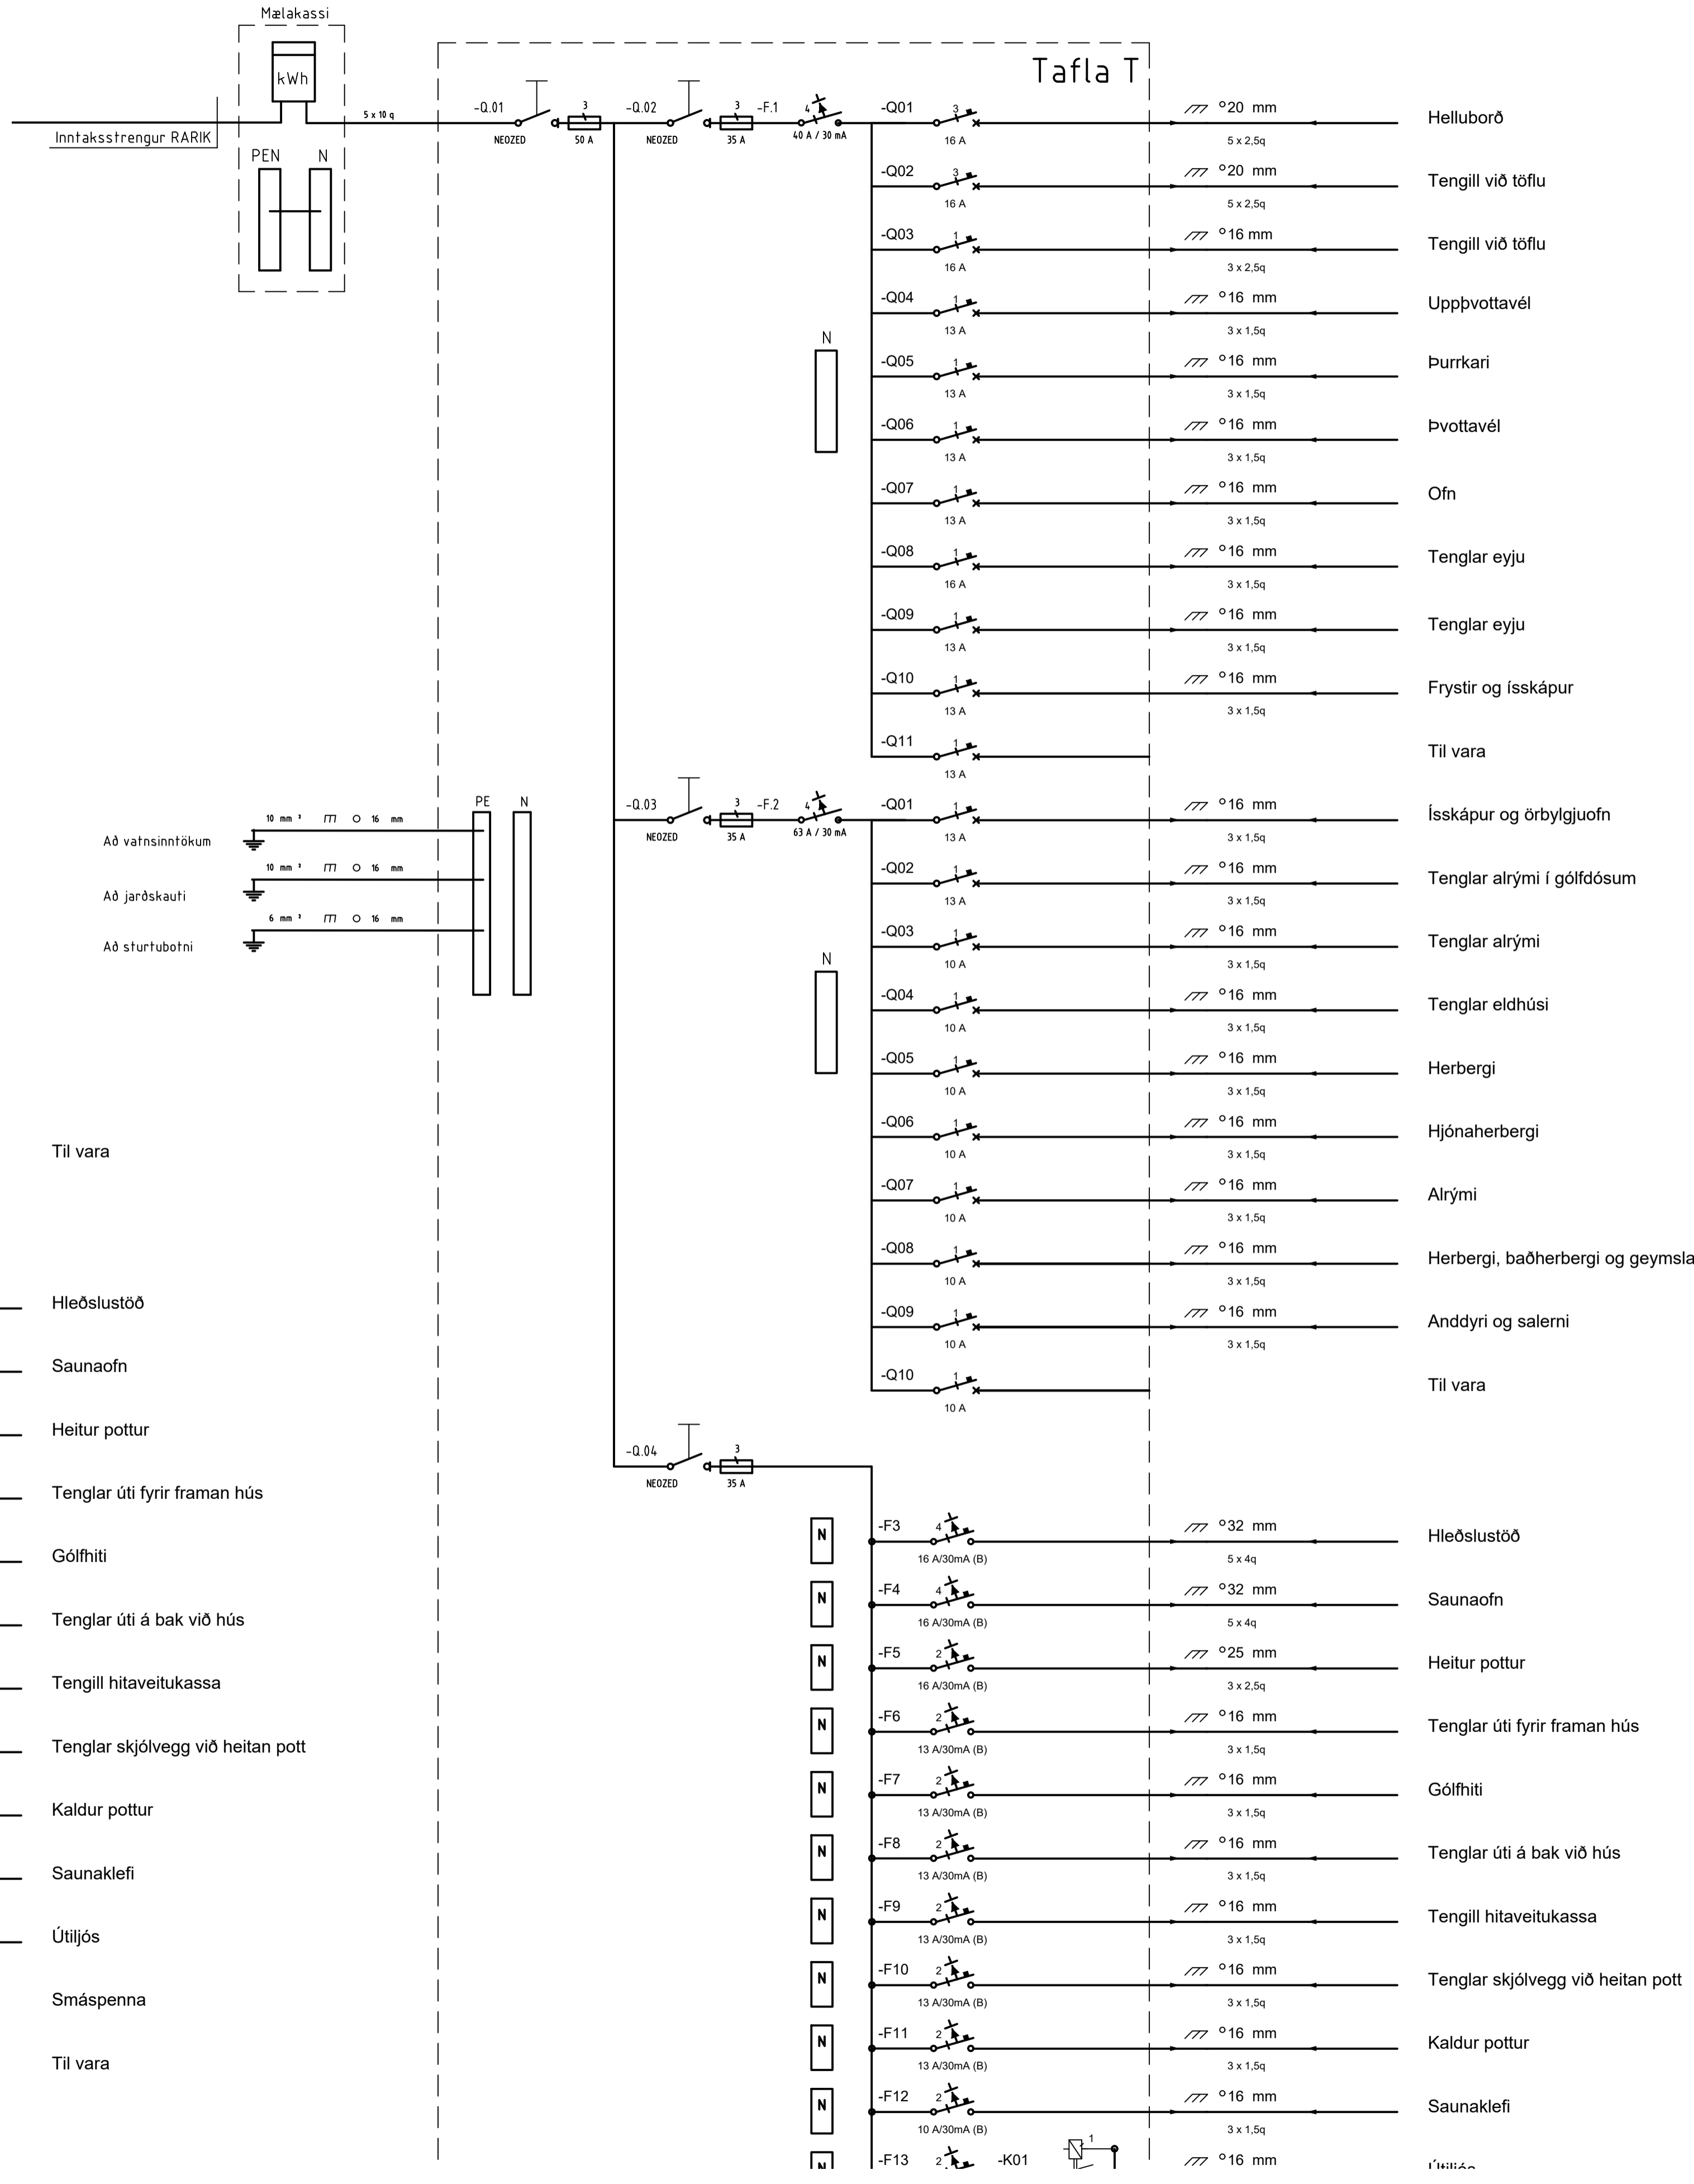 Mælakassi
kWh
Inntaksstrengur RARIK
PEN N
5 x 10 q
Tafla T
-Q.01 NEOZED 3 50 A
-Q.02 NEOZED 3 35 A -F.1 4 40 A / 30 mA
-Q01 3 16 A °20 mm 5 x 2,5q Helluborð
-Q02 3 16 A °20 mm 5 x 2,5q Tengill við töflu
-Q03 1 16 A °16 mm 3 x 2,5q Tengill við töflu
-Q04 1 13 A °16 mm 3 x 1,5q Uppþvottavél
N
-Q05 1 13 A °16 mm 3 x 1,5q Þurrkari
-Q06 1 13 A °16 mm 3 x 1,5q Þvottavél
-Q07 1 13 A °16 mm 3 x 1,5q Ofn
-Q08 1 16 A °16 mm 3 x 1,5q Tenglar eyju
-Q09 1 13 A °16 mm 3 x 1,5q Tenglar eyju
-Q10 1 13 A °16 mm 3 x 1,5q Frystir og ísskápur
-Q11 1 13 A Til vara
PE N
10 mm ² 16 mm
Að vatnsinntökum
10 mm ² 16 mm
Að jarðskauti
6 mm ² 16 mm
Að sturtubotni
-Q.03 NEOZED 3 35 A -F.2 4 63 A / 30 mA
-Q01 1 13 A °16 mm 3 x 1,5q Ísskápur og örbylgjuofn
-Q02 1 13 A °16 mm 3 x 1,5q Tenglar alrými í gólfdósum
-Q03 1 10 A °16 mm 3 x 1,5q Tenglar alrými
N
-Q04 1 10 A °16 mm 3 x 1,5q Tenglar eldhúsi
-Q05 1 10 A °16 mm 3 x 1,5q Herbergi
-Q06 1 10 A °16 mm 3 x 1,5q Hjónaherbergi
-Q07 1 10 A °16 mm 3 x 1,5q Alrými
-Q08 1 10 A °16 mm 3 x 1,5q Herbergi, baðherbergi og geymsla
-Q09 1 10 A °16 mm 3 x 1,5q Anddyri og salerni
-Q10 1 10 A Til vara
-Q.04 NEOZED 3 35 A
N -F3 4 16 A/30mA (B) °32 mm 5 x 4q Hleðslustöð
N -F4 4 16 A/30mA (B) °32 mm 5 x 4q Saunaofn
N -F5 2 16 A/30mA (B) °25 mm 3 x 2,5q Heitur pottur
N -F6 2 13 A/30mA (B) °16 mm 3 x 1,5q Tenglar úti fyrir framan hús
N -F7 2 13 A/30mA (B) °16 mm 3 x 1,5q Gólfhiti
N -F8 2 13 A/30mA (B) °16 mm 3 x 1,5q Tenglar úti á bak við hús
N -F9 2 13 A/30mA (B) °16 mm 3 x 1,5q Tengill hitaveitukassa
N -F10 2 13 A/30mA (B) °16 mm 3 x 1,5q Tenglar skjólvegg við heitan pott
N -F11 2 13 A/30mA (B) °16 mm 3 x 1,5q Kaldur pottur
N -F12 2 10 A/30mA (B) °16 mm 3 x 1,5q Saunaklefi
N -F13 2 -K01 1 °16 mm Útiljós
Til vara
Hleðslustöð
Saunaofn
Heitur pottur
Tenglar úti fyrir framan hús
Gólfhiti
Tenglar úti á bak við hús
Tengill hitaveitukassa
Tenglar skjólvegg við heitan pott
Kaldur pottur
Saunaklefi
Útiljós
Smáspenna
Til vara